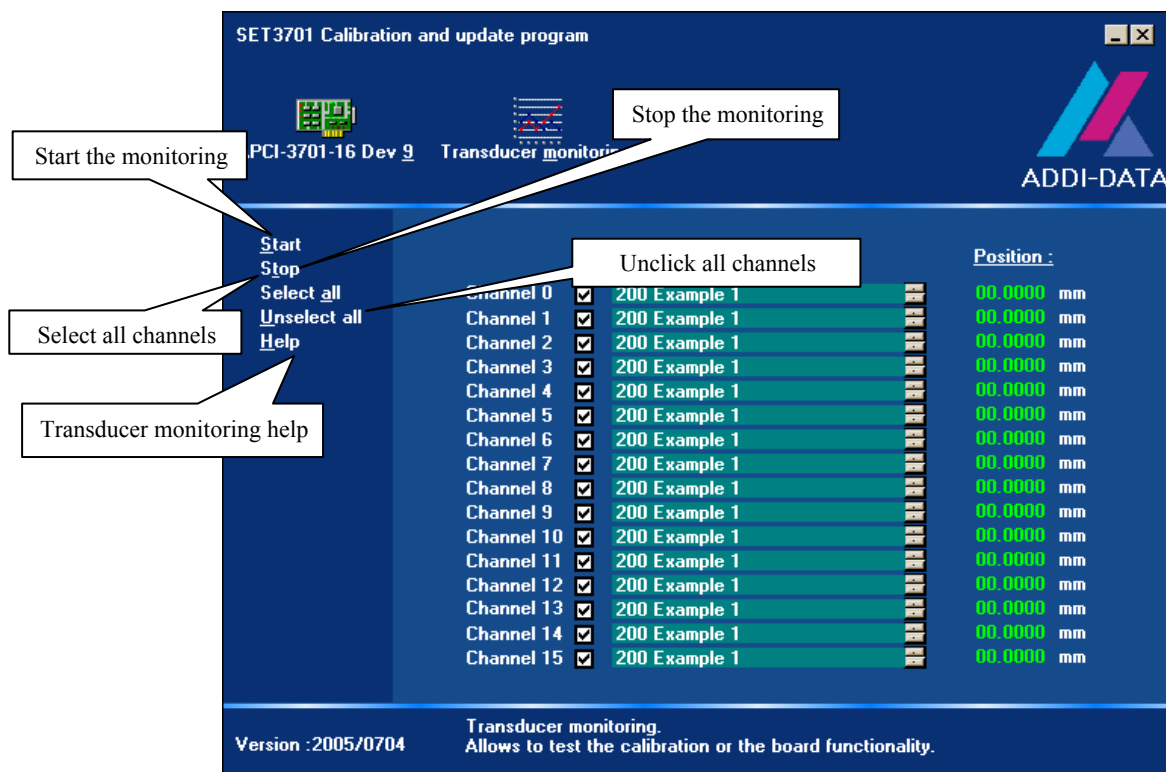 SET3701 Calibration and update program
Stop the monitoring
Start the monitoring
PCI-3701-16 Dev 9
Transducer monitorin
ADDI-DATA
Start
Stop
Select all
Unselect all
Help
Unclick all channels
Select all channels
Transducer monitoring help
Position :
Channel 0 200 Example 1 00.0000 mm
Channel 1 200 Example 1 00.0000 mm
Channel 2 200 Example 1 00.0000 mm
Channel 3 200 Example 1 00.0000 mm
Channel 4 200 Example 1 00.0000 mm
Channel 5 200 Example 1 00.0000 mm
Channel 6 200 Example 1 00.0000 mm
Channel 7 200 Example 1 00.0000 mm
Channel 8 200 Example 1 00.0000 mm
Channel 9 200 Example 1 00.0000 mm
Channel 10 200 Example 1 00.0000 mm
Channel 11 200 Example 1 00.0000 mm
Channel 12 200 Example 1 00.0000 mm
Channel 13 200 Example 1 00.0000 mm
Channel 14 200 Example 1 00.0000 mm
Channel 15 200 Example 1 00.0000 mm
Version :2005/0704
Transducer monitoring.
Allows to test the calibration or the board functionality.